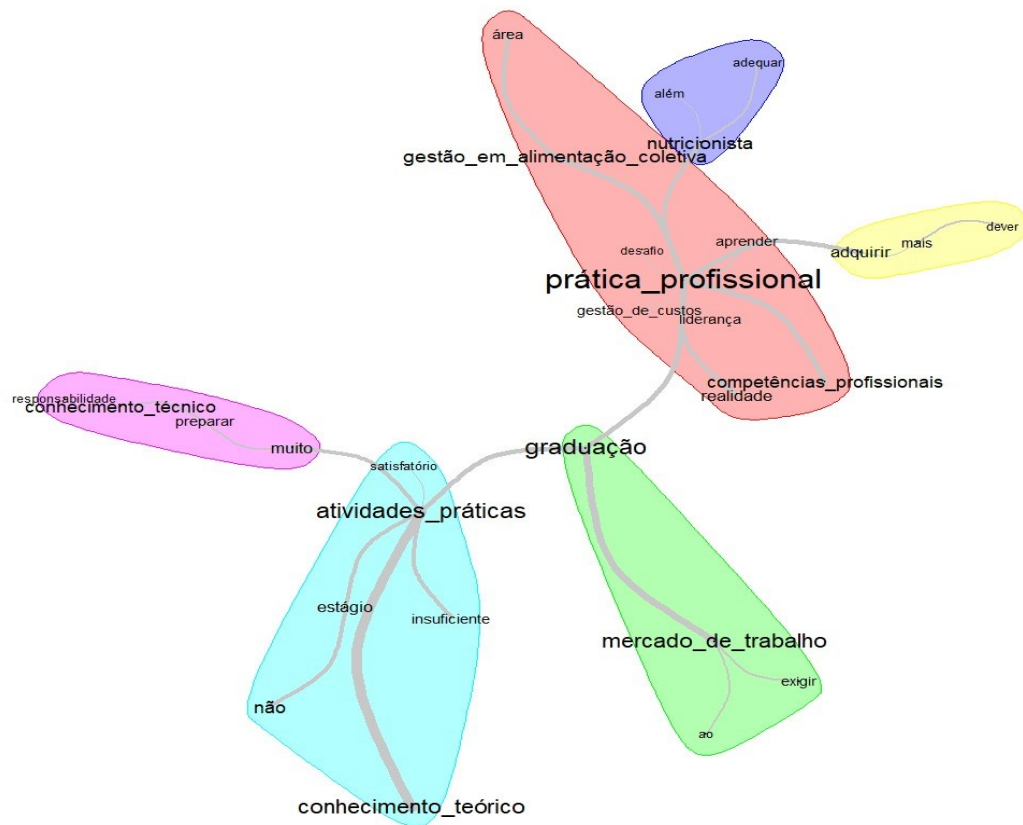 área
adequar
além
nutricionista
gestão_em_alimentação_coletiva
dever
mais
aprender
adquirir
desafio
prática_profissional
gestão_de_custos
liderança
competências_profissionais
realidade
responsabilidade
conhecimento_técnico
preparar
muito
graduação
satisfatório
atividades_práticas
estágio
insuficiente
mercado_de_trabalho
exigir
não
ao
conhecimento_teórico